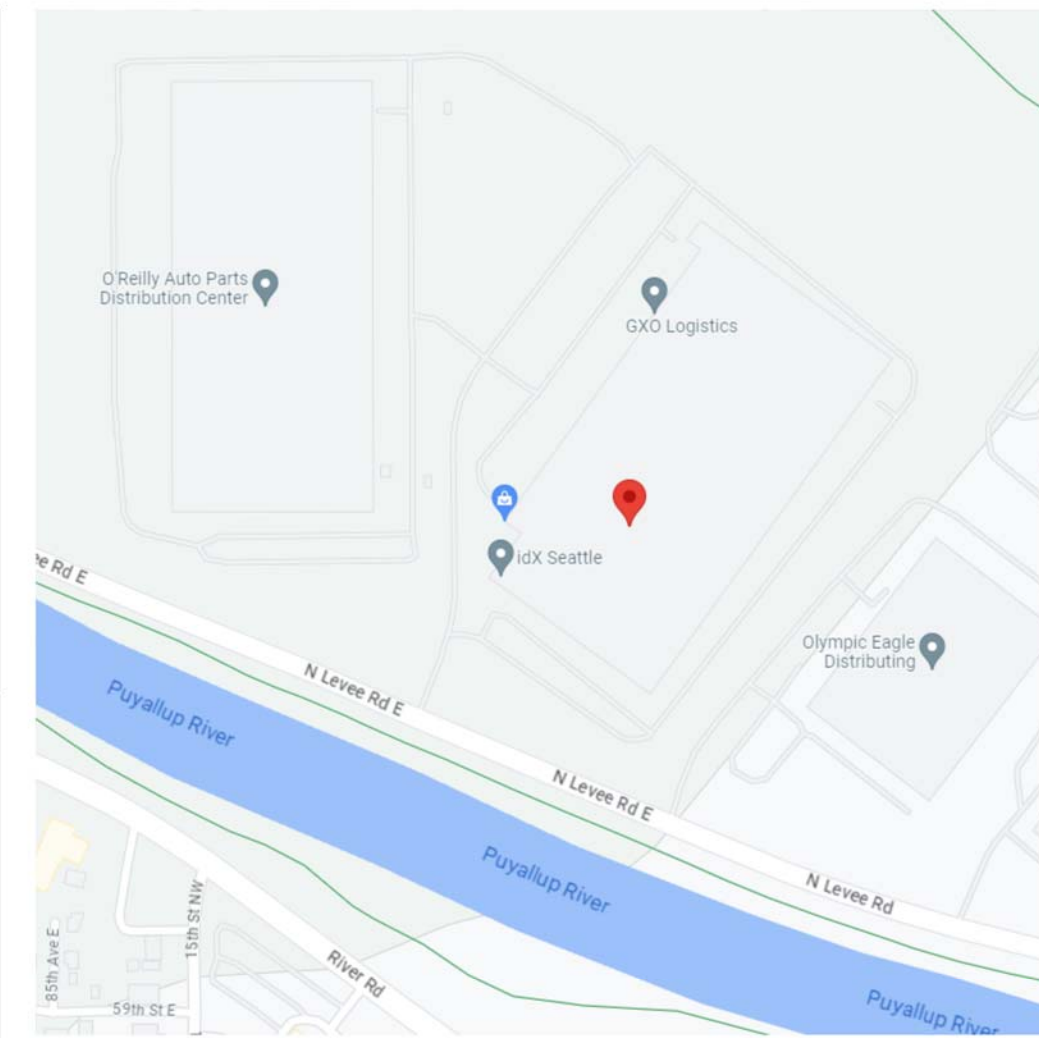 O'Reilly Auto Parts
Distribution Center
GXO Logistics
idX Seattle
ee Rd E
Olympic Eagle
Distributing
N Levee Rd E
Puyallup River
N Levee Rd E
Puyallup River
N Levee Rd
15th St NW
85th Ave E
River Rd
59th St E
Puyallup River